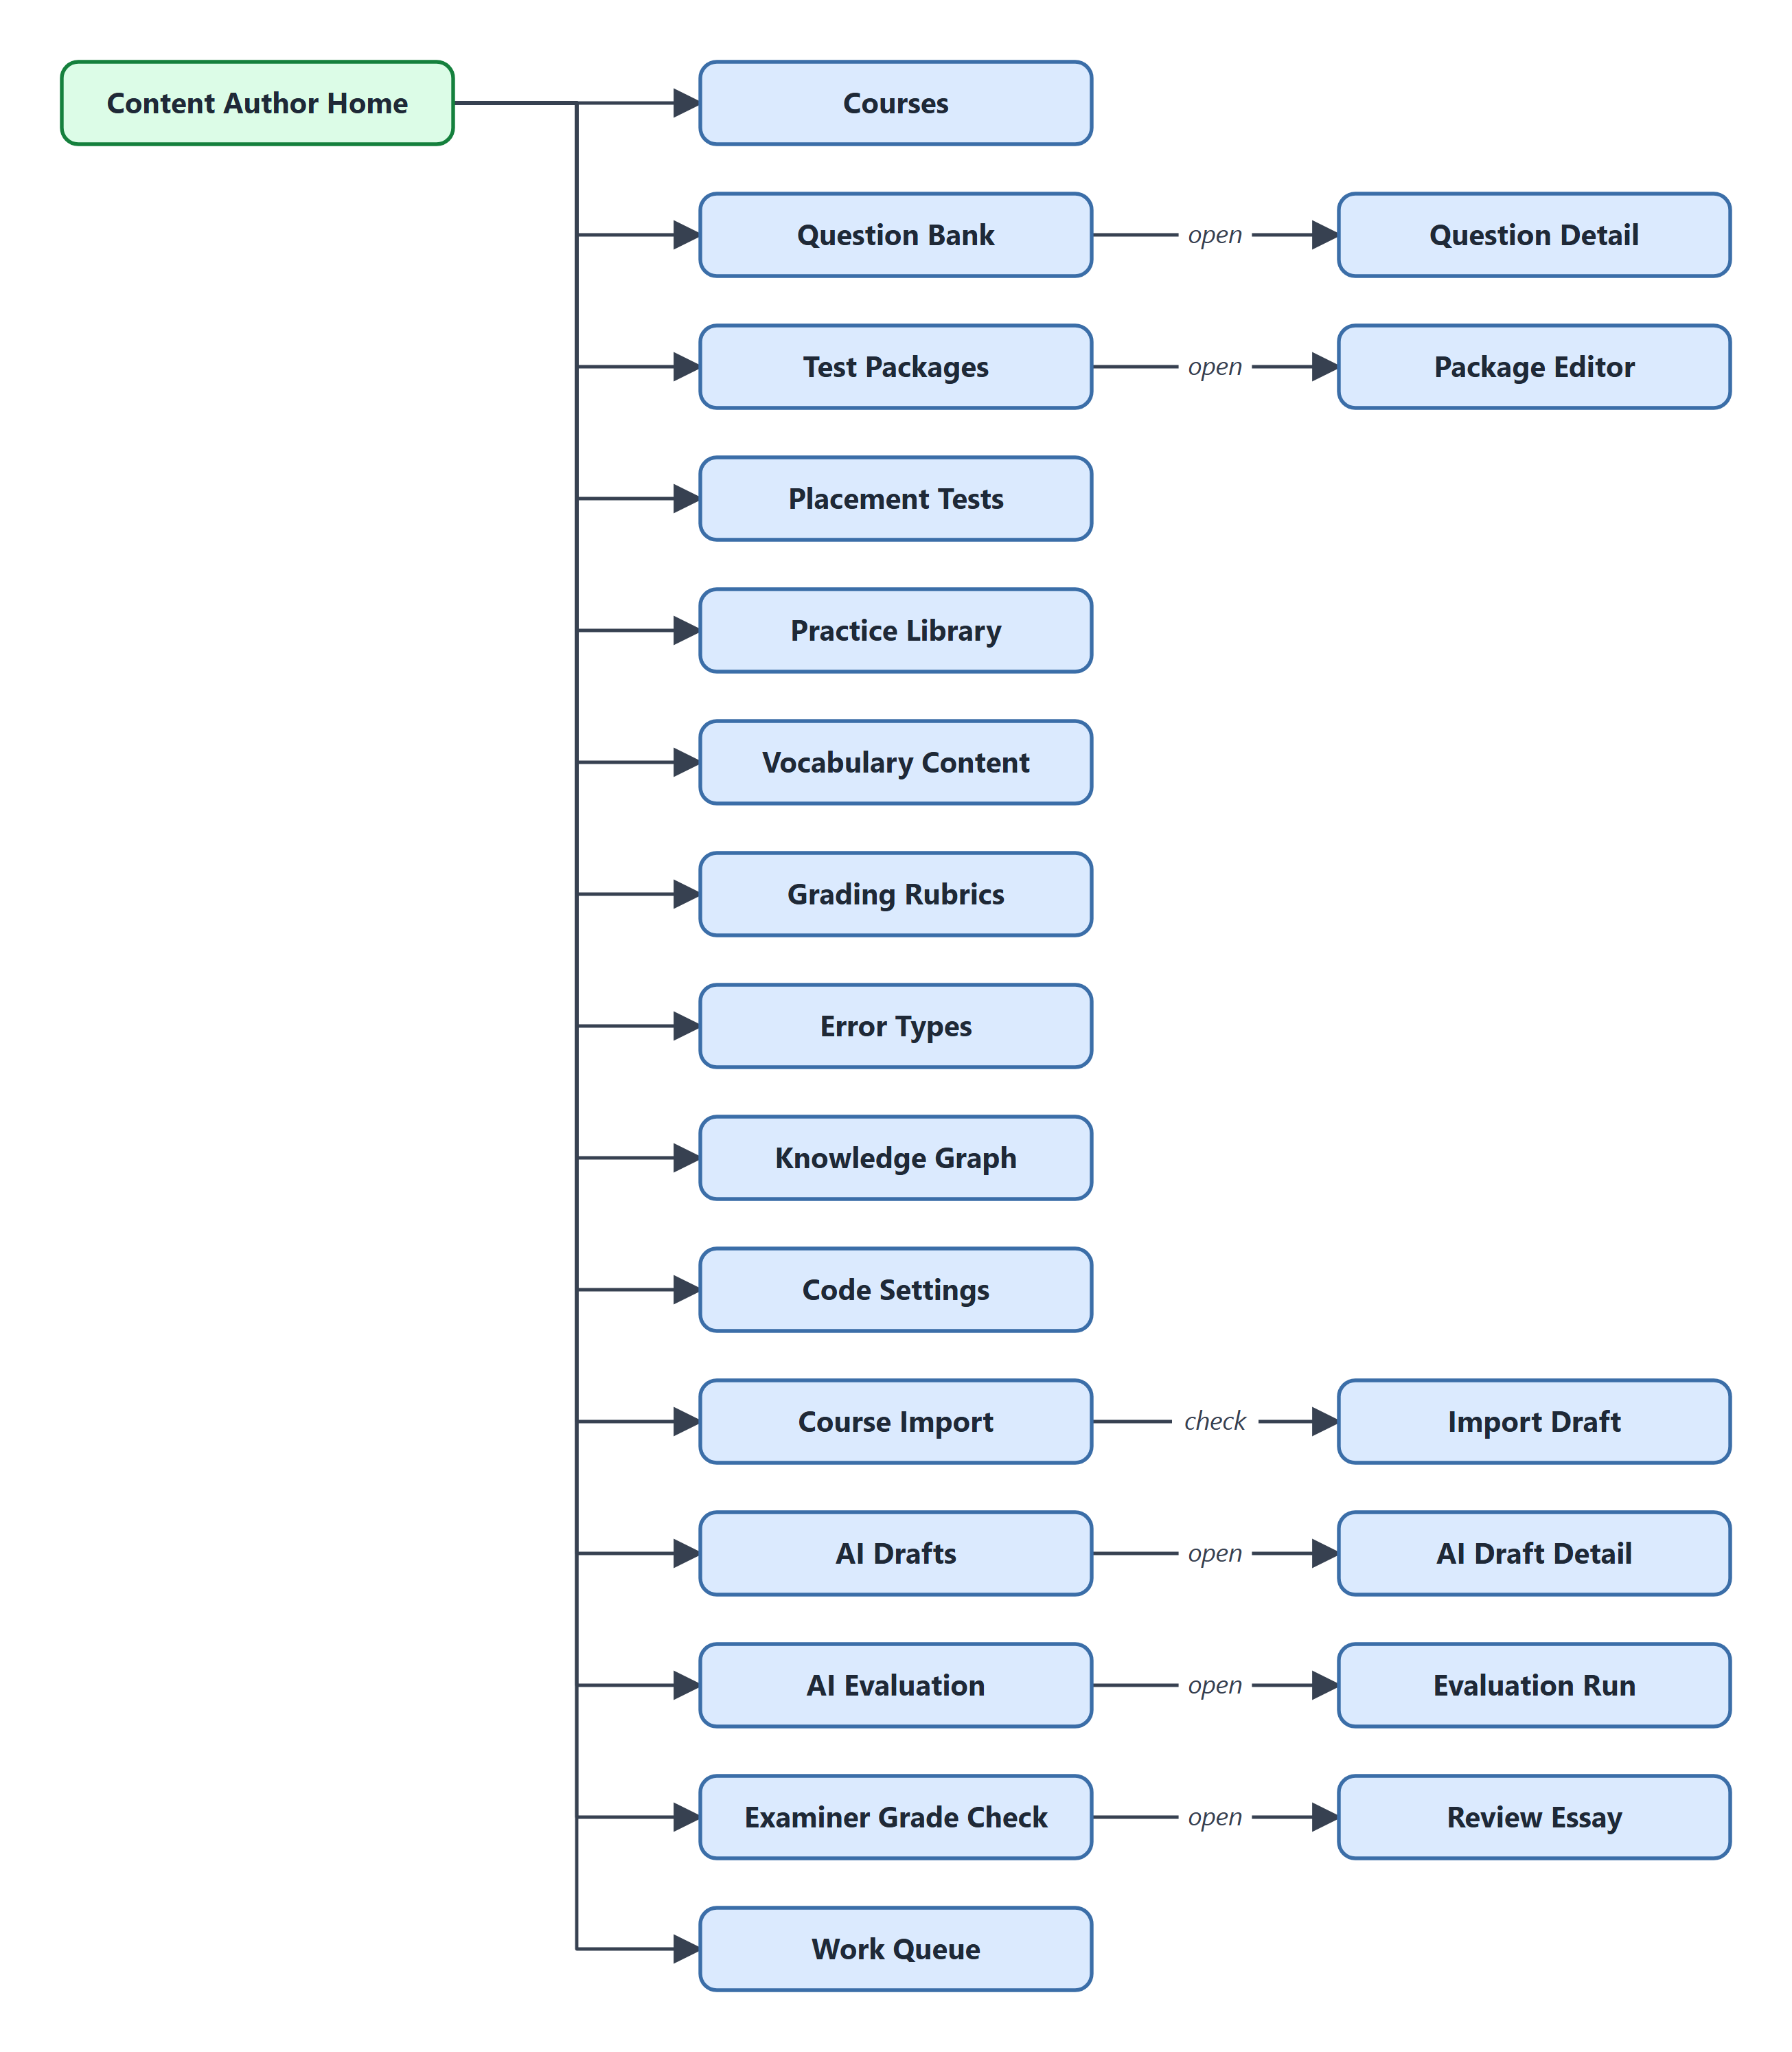 Content Author Home
Courses
Question Bank
open
Question Detail
Test Packages
open
Package Editor
Placement Tests
Practice Library
Vocabulary Content
Grading Rubrics
Error Types
Knowledge Graph
Code Settings
Course Import
check
Import Draft
AI Drafts
open
AI Draft Detail
AI Evaluation
open
Evaluation Run
Examiner Grade Check
open
Review Essay
Work Queue